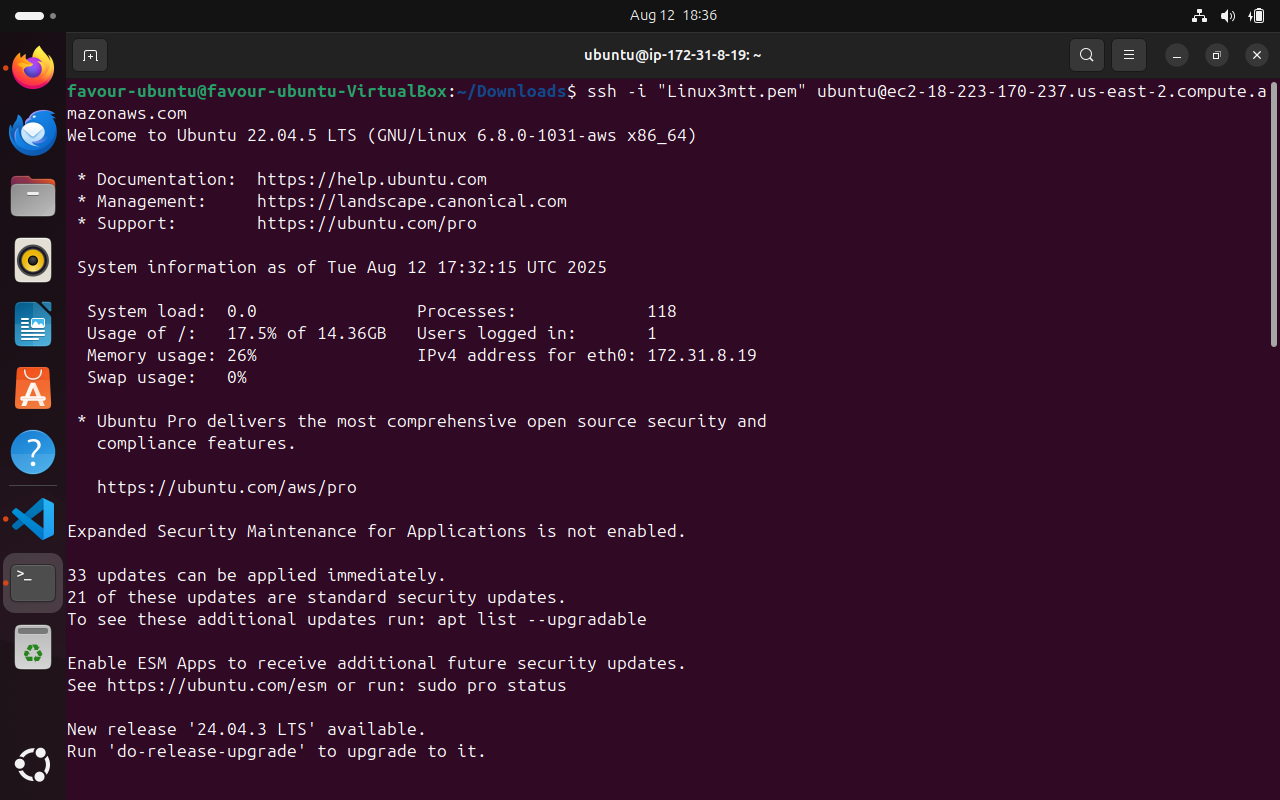 Aug 12 18:36
ubuntu@ip-172-31-8-19: ~
favour-ubuntu@favour-ubuntu-VirtualBox:~/Downloads$ ssh -i "Linux3mtt.pem" ubuntu@ec2-18-223-170-237.us-east-2.compute.a
mazonaws.com
Welcome to Ubuntu 22.04.5 LTS (GNU/Linux 6.8.0-1031-aws x86_64)
* Documentation:  https://help.ubuntu.com
* Management:     https://landscape.canonical.com
* Support:        https://ubuntu.com/pro
System information as of Tue Aug 12 17:32:15 UTC 2025
System load:  0.0                Processes:             118
Usage of /:   17.5% of 14.36GB   Users logged in:       1
Memory usage: 26%                IPv4 address for eth0: 172.31.8.19
Swap usage:   0%
* Ubuntu Pro delivers the most comprehensive open source security and
compliance features.
https://ubuntu.com/aws/pro
Expanded Security Maintenance for Applications is not enabled.
33 updates can be applied immediately.
21 of these updates are standard security updates.
To see these additional updates run: apt list --upgradable
Enable ESM Apps to receive additional future security updates.
See https://ubuntu.com/esm or run: sudo pro status
New release '24.04.3 LTS' available.
Run 'do-release-upgrade' to upgrade to it.